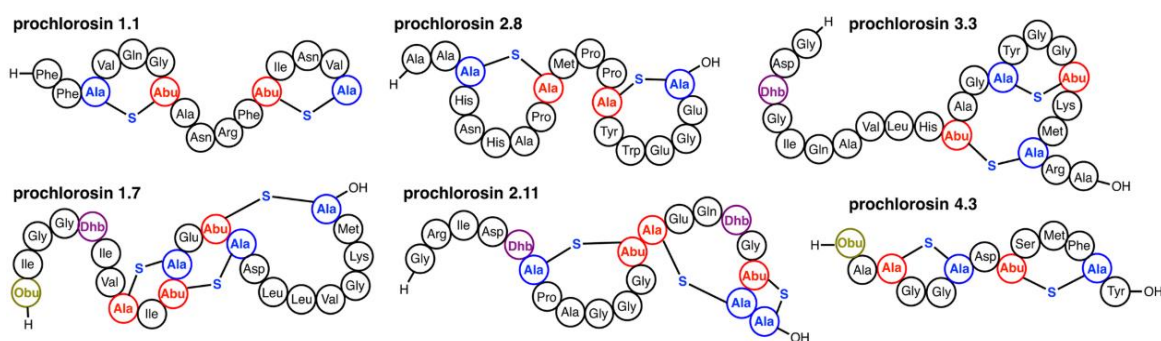 prochlorosin 1.1
H Phe Phe Ala Val Gln Gly Abu S Ala Asn Arg Phe Abu Ile Asn Val Ala S
prochlorosin 2.8
H Ala Ala Ala S His Asn His Ala Pro Ala Met Pro Pro Ala S Tyr Trp Glu Gly Glu Ala OH
prochlorosin 3.3
H Gly Asp Dhb Gly Ile Gln Ala Val Leu His Abu Ala Gly Ala Tyr Gly Gly Abu S Lys Met Ala S Arg Ala OH
prochlorosin 1.7
H Obu Ile Gly Gly Dhb Ile Val Ala S Ile Abu S Ala Glu Abu S Ala Asp Leu Leu Val Gly Lys Met Ala OH
prochlorosin 2.11
H Gly Arg Ile Asp Dhb Ala S Pro Ala Gly Gly Gly Abu Ala S Glu Gln Dhb Gly Abu S Ala Ala OH
prochlorosin 4.3
H Obu Ala Ala S Gly Gly Ala Asp Abu Ser Met Phe S Ala Tyr OH